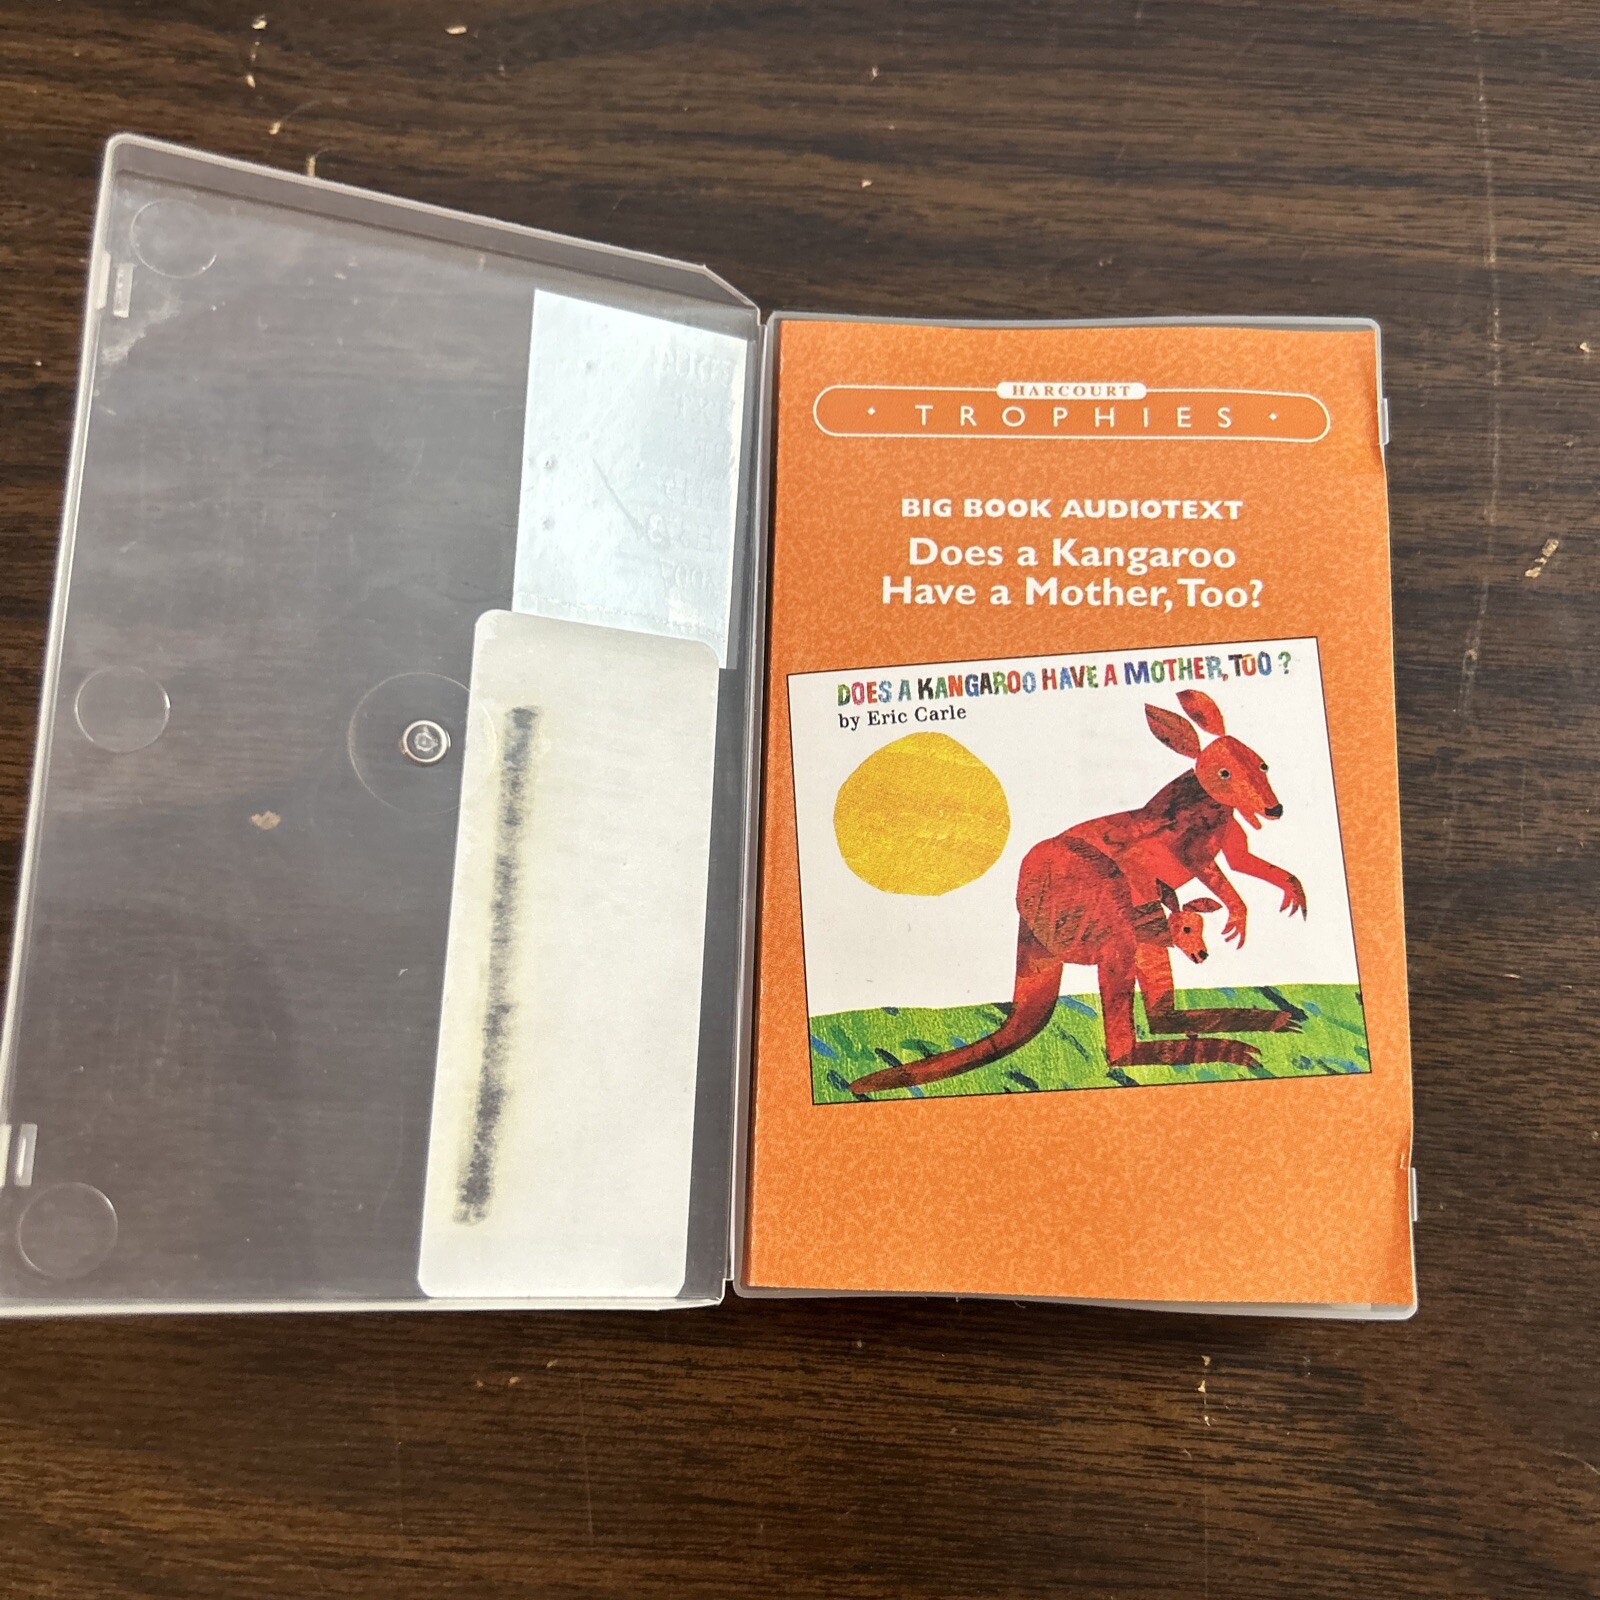 HARCOURT
TROPHIES
BIG BOOK AUDIOTEXT
Does a Kangaroo
Have a Mother, Too?
DOES A KANGAROO HAVE A MOTHER, TOO?
by Eric Carle